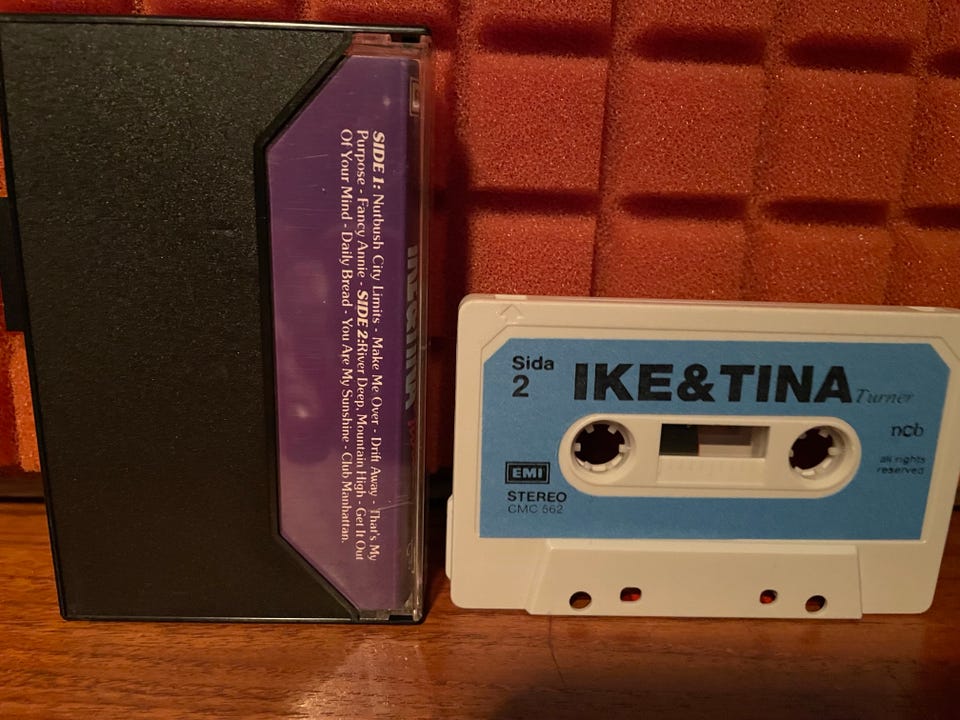 SIDE 1: Nutbush City Limits - Make Me Over - Drift Away - That's My
Purpose - Fancy Annie - SIDE 2: River Deep, Mountain High - Get It Out
Of Your Mind - Daily Bread - You Are My Sunshine - Club Manhattan.
IKE & TINA
Sida
2
IKE&TINA Turner
ncb
all rights
reserved
EMI
STEREO
CMC 562